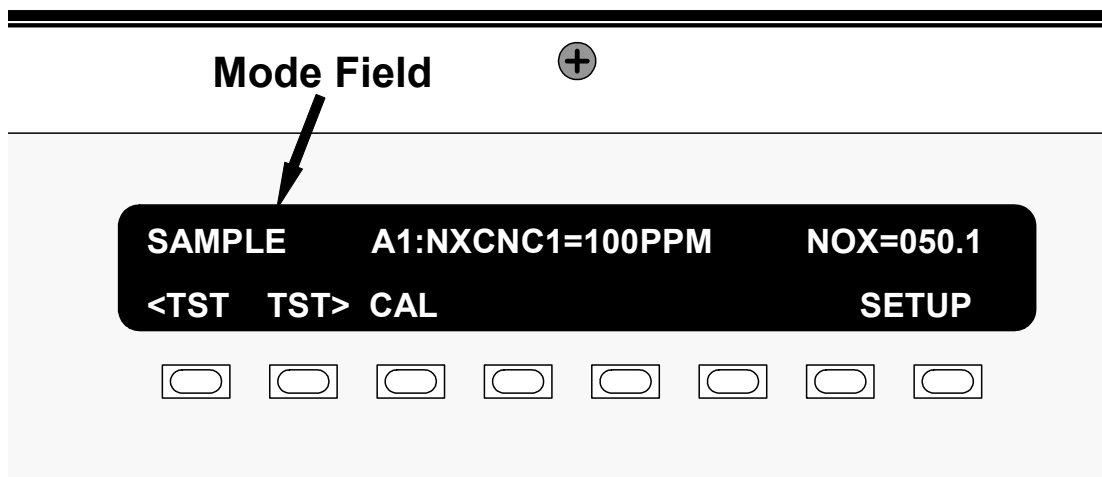 Mode Field
SAMPLE A1:NXCNC1=100PPM NOX=050.1
<TST TST> CAL SETUP